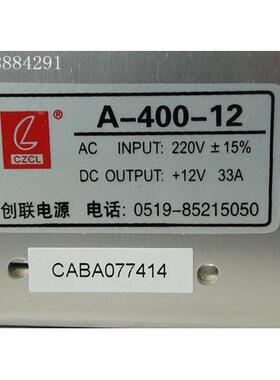 8884291
®
A-400-12
CZCL
AC INPUT: 220V ±15%
DC OUTPUT: +12V 33A
创联电源 电话: 0519-85215050
CABA077414